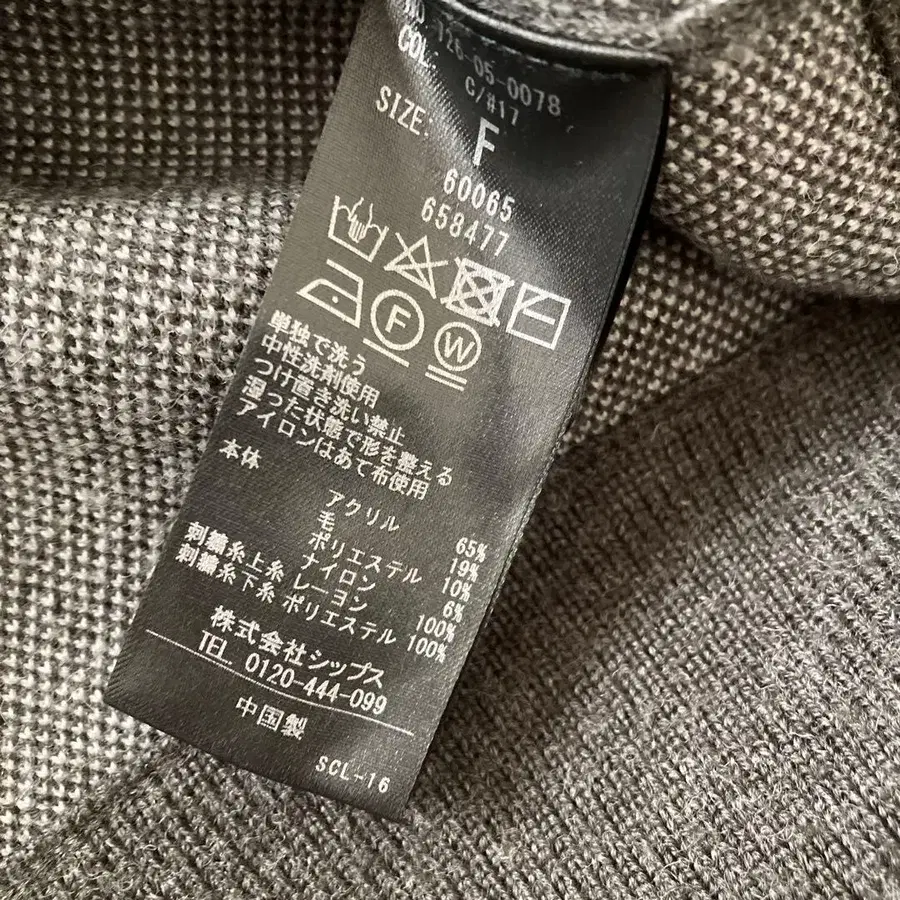 NO. 126-05-0078
COL. C/#17
SIZE: F
60065
658477
F
W
単独で洗う
中性洗剤使用
つけ置き洗い禁止
湿った状態で形を整える
アイロンはあて布使用
本体
アクリル 65%
毛 19%
ポリエステル 10%
ナイロン 6%
刺繍糸上糸 レーヨン 100%
刺繍糸下糸 ポリエステル 100%
株式会社シップス
TEL. 0120-444-099
中国製
SCL-16